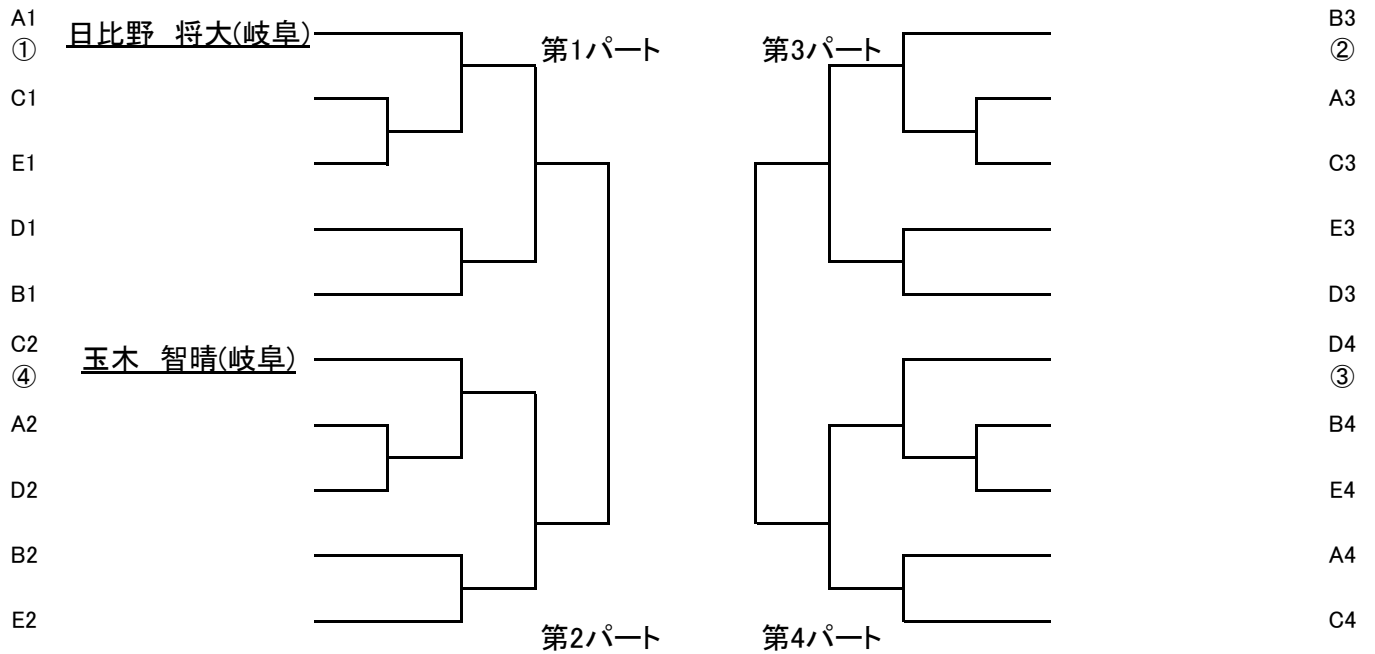 A1
①
日比野　将大(岐阜)
第1パート
C1
E1
D1
B1
C2
④
玉木　智晴(岐阜)
A2
D2
B2
E2
第2パート
第3パート
B3
②
A3
C3
E3
D3
D4
③
B4
E4
A4
C4
第4パート